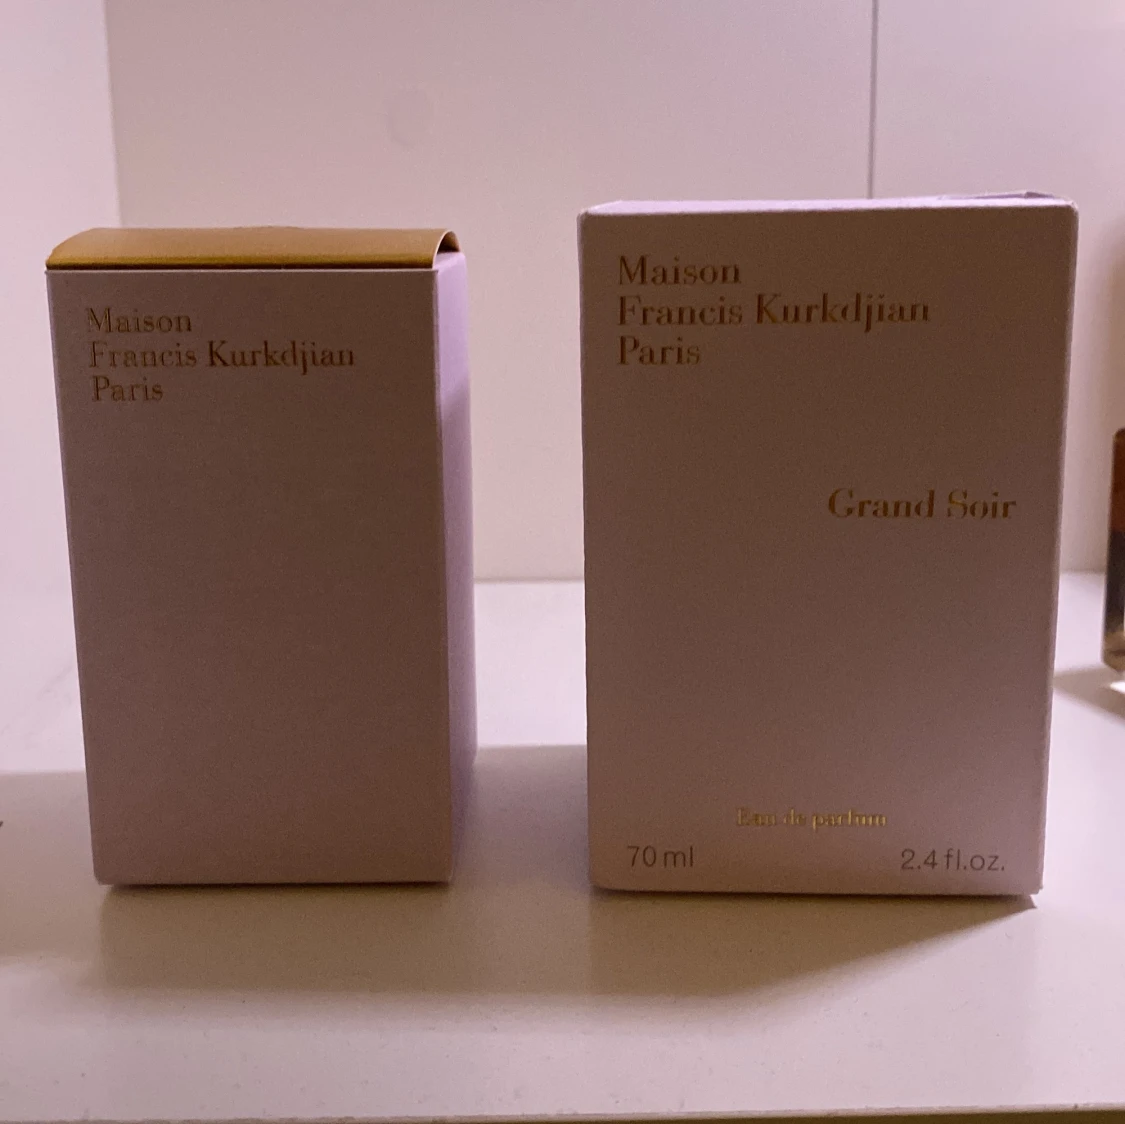 Maison
Francis Kurkdjian
Paris
Maison
Francis Kurkdjian
Paris
Grand Soir
Eau de parfum
70 ml
2.4 fl.oz.